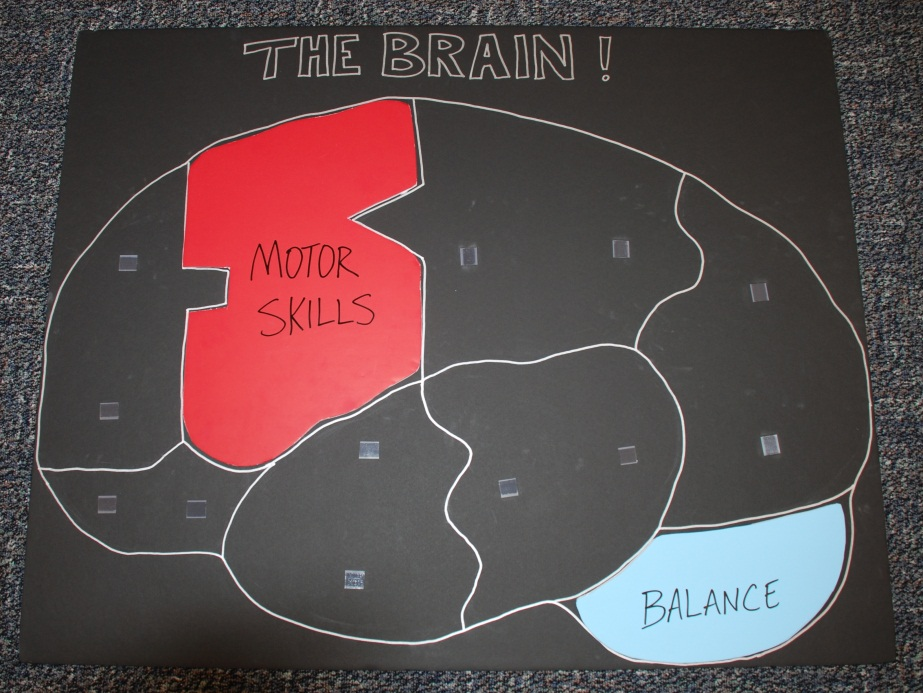 THE BRAIN!
MOTOR
SKILLS
BALANCE